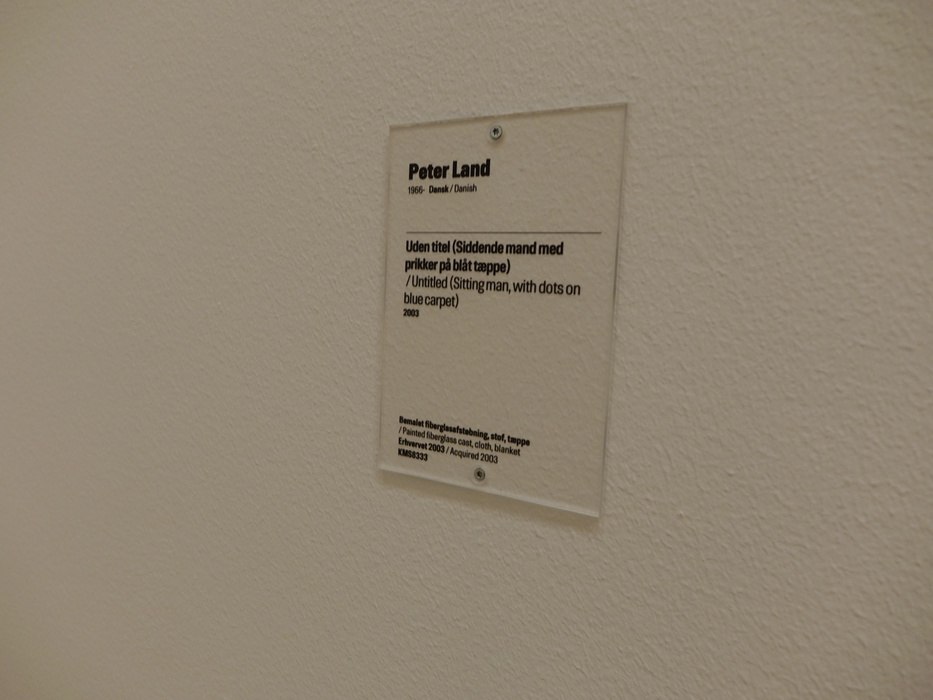 Peter Land
1966- Dansk / Danish
Uden titel (Siddende mand med
prikker på blåt tæppe)
/ Untitled (Sitting man, with dots on
blue carpet)
2003
Bemalet fiberglasafstøbning, stof, tæppe
/ Painted fiberglass cast, cloth, blanket
Erhvervet 2003 / Acquired 2003
KMS8333